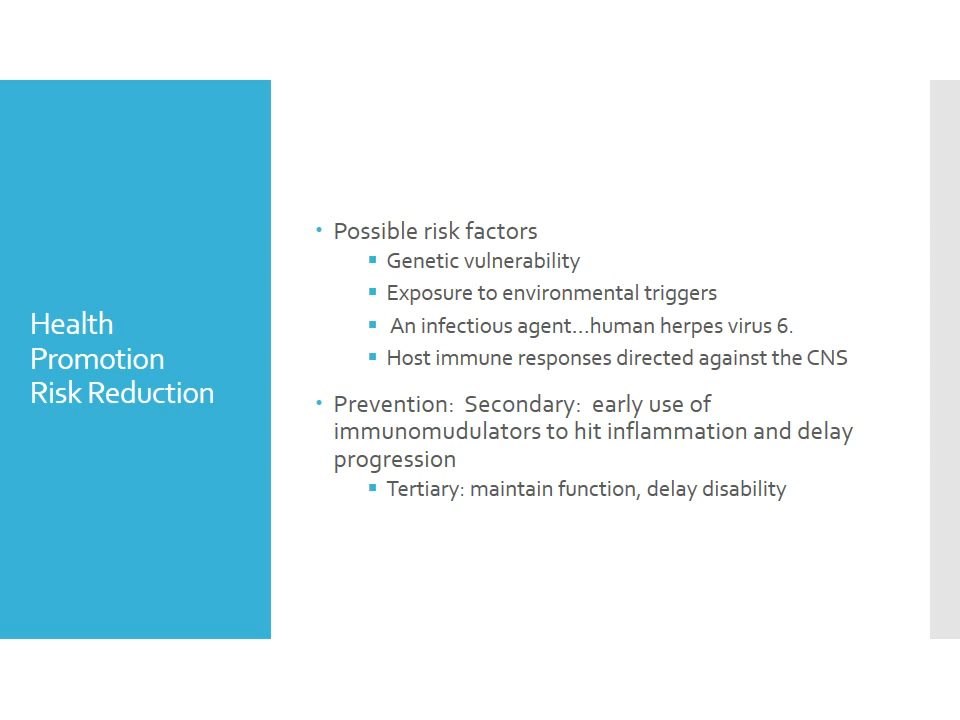 Health
Promotion
Risk Reduction
• Possible risk factors
▪ Genetic vulnerability
▪ Exposure to environmental triggers
▪ An infectious agent...human herpes virus 6.
▪ Host immune responses directed against the CNS
• Prevention: Secondary: early use of
immunomudulators to hit inflammation and delay
progression
▪ Tertiary: maintain function, delay disability